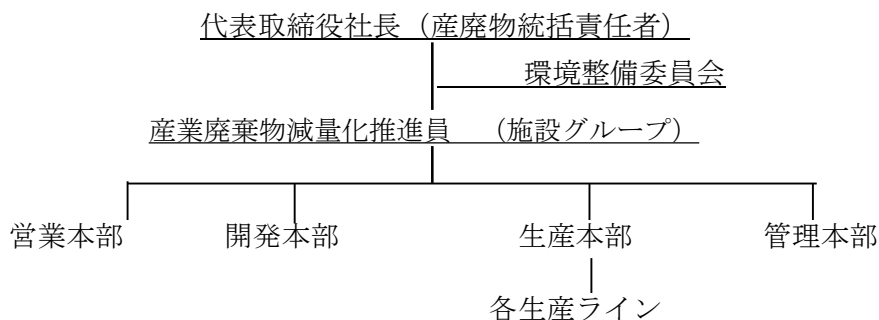 代表取締役社長（産廃物統括責任者）
環境整備委員会
産業廃棄物減量化推進員　（施設グループ）
営業本部　開発本部　生産本部　管理本部
各生産ライン